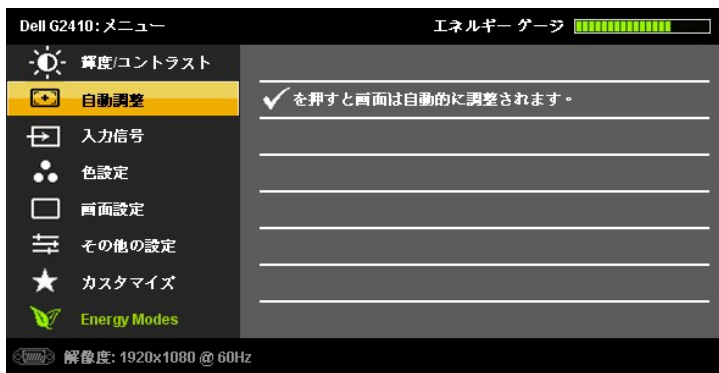 Dell G2410: メニュー
エネルギー ゲージ
輝度/コントラスト
自動調整
✓を押すと画面は自動的に調整されます。
入力信号
色設定
画面設定
その他の設定
カスタマイズ
Energy Modes
解像度: 1920x1080 @ 60Hz